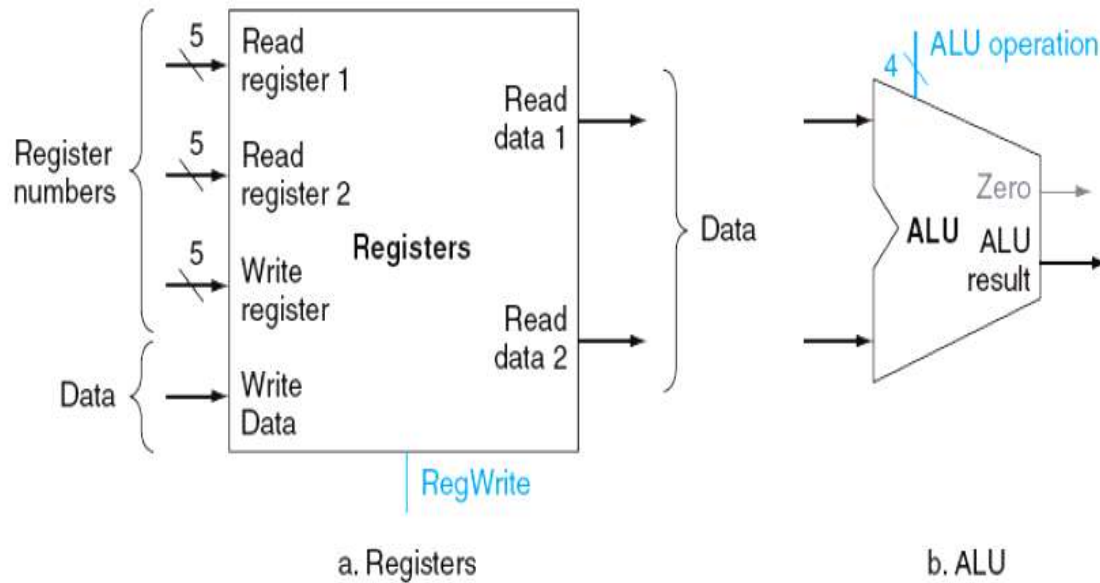 5
Read
register 1
5
Read
register 2
5
Write
register
Write
Data
Register
numbers
Data
Registers
Read
data 1
Read
data 2
Data
RegWrite
a. Registers
4
ALU operation
Zero
ALU
ALU
result
b. ALU